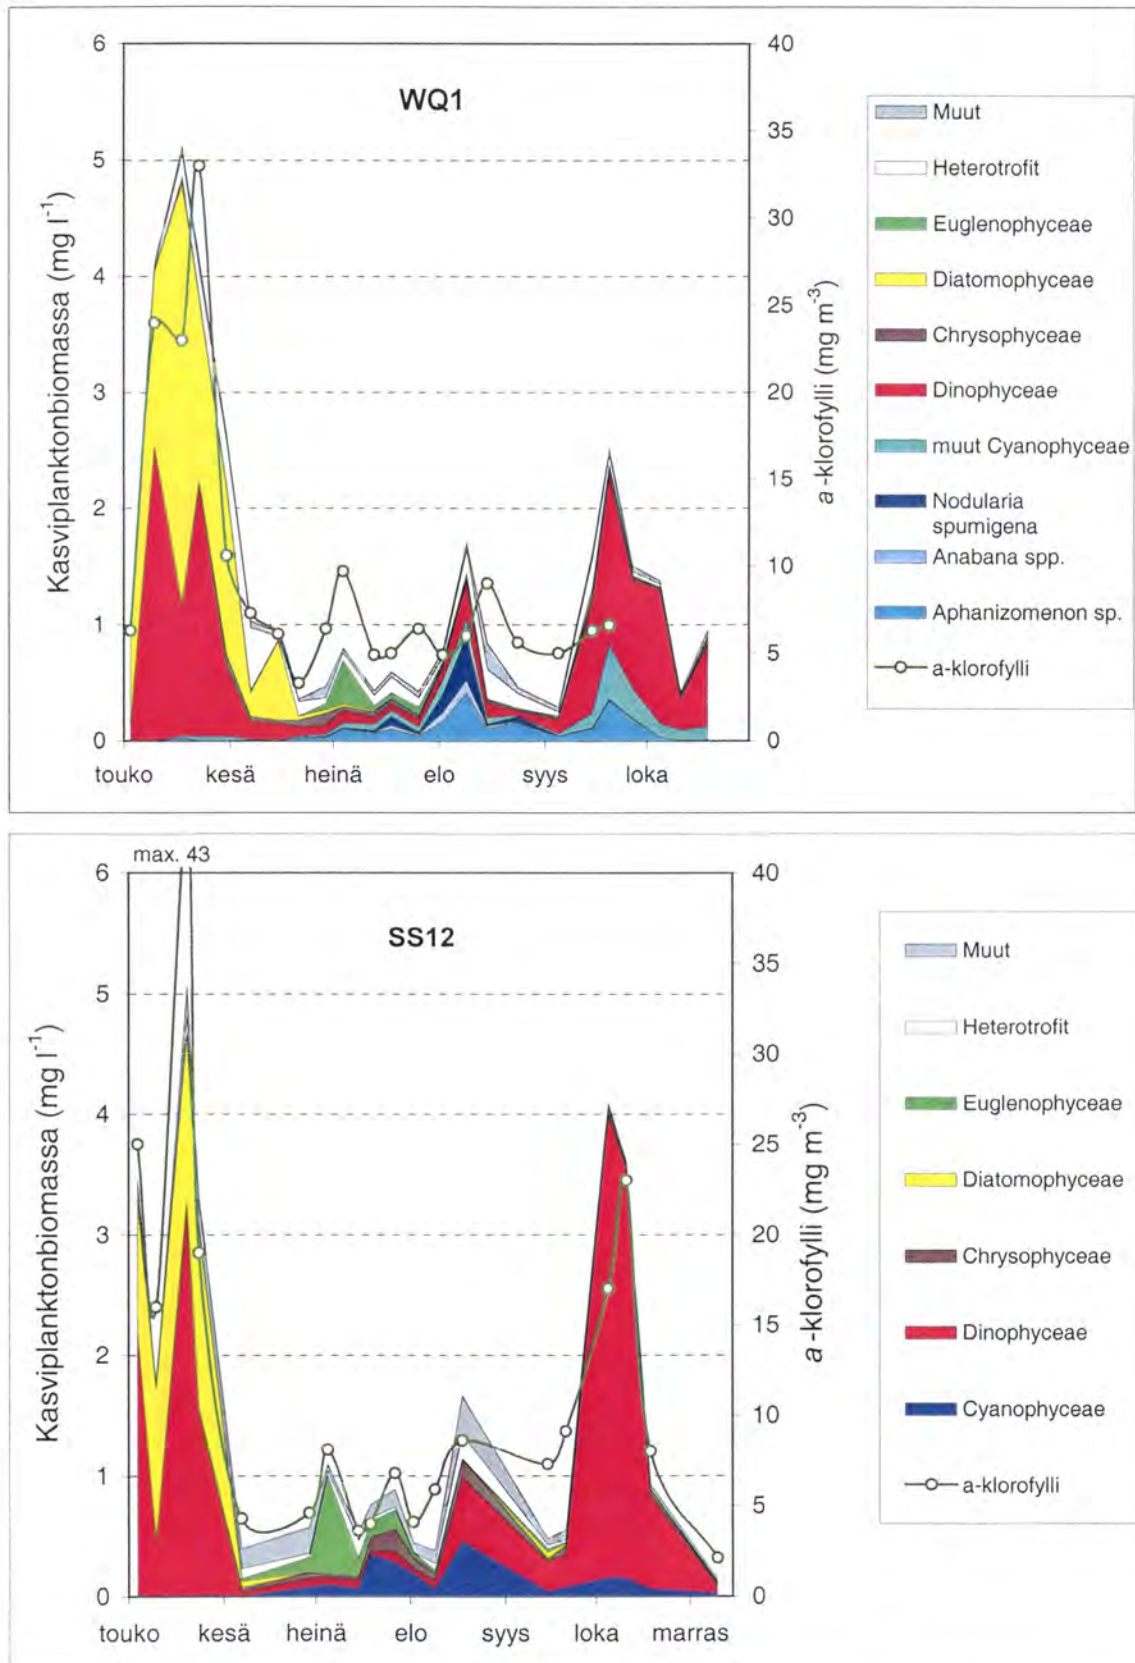 WQ1
Kasviplanktonbiomassa (mg l⁻¹)
6
5
4
3
2
1
0
40
35
30
25
20
15
10
5
0
a-klorofylli (mg m⁻³)
touko kesä heinä elo syys loka
Muut
Heterotrofit
Euglenophyceae
Diatomophyceae
Chrysophyceae
Dinophyceae
muut Cyanophyceae
Nodularia
spumigena
Anabana spp.
Aphanizomenon sp.
a-klorofylli
max. 43
SS12
Kasviplanktonbiomassa (mg l⁻¹)
6
5
4
3
2
1
0
40
35
30
25
20
15
10
5
0
a -klorofylli (mg m⁻³)
touko kesä heinä elo syys loka marras
Muut
Heterotrofit
Euglenophyceae
Diatomophyceae
Chrysophyceae
Dinophyceae
Cyanophyceae
a-klorofylli